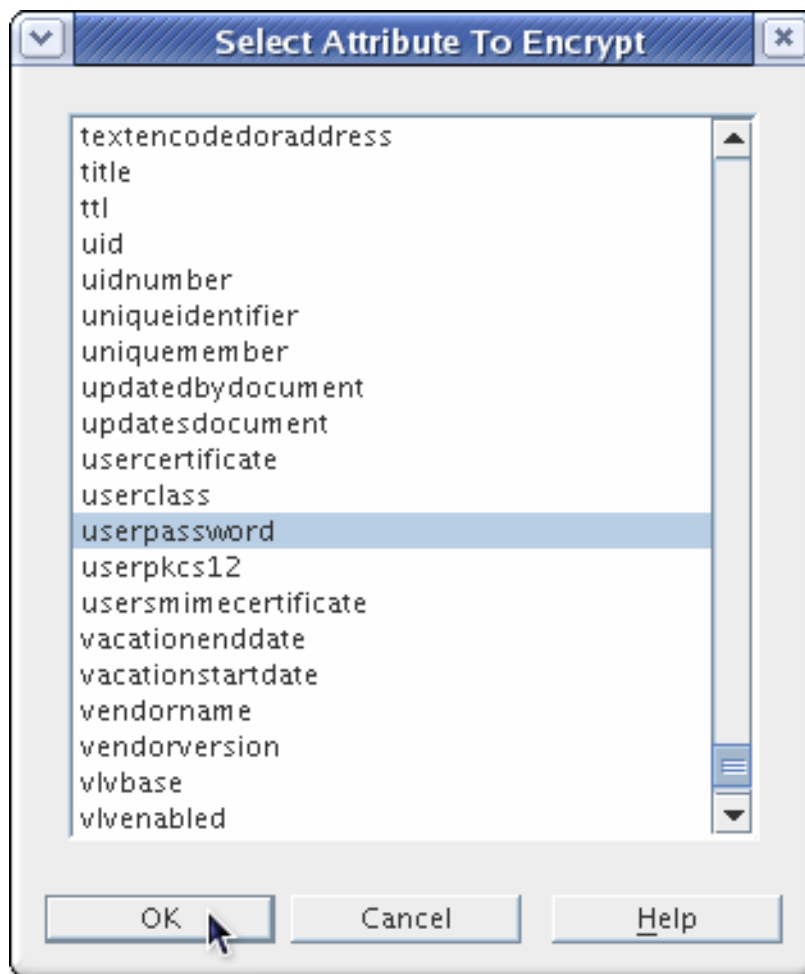 Select Attribute To Encrypt
textencodedoraddress
title
ttl
uid
uidnumber
uniqueidentifier
uniquemember
updatedbydocument
updatesdocument
usercertificate
userclass
userpassword
userpkcs12
usersmimecertificate
vacationenddate
vacationstartdate
vendorname
vendorversion
vlvbase
vlvenabled
OK Cancel Help